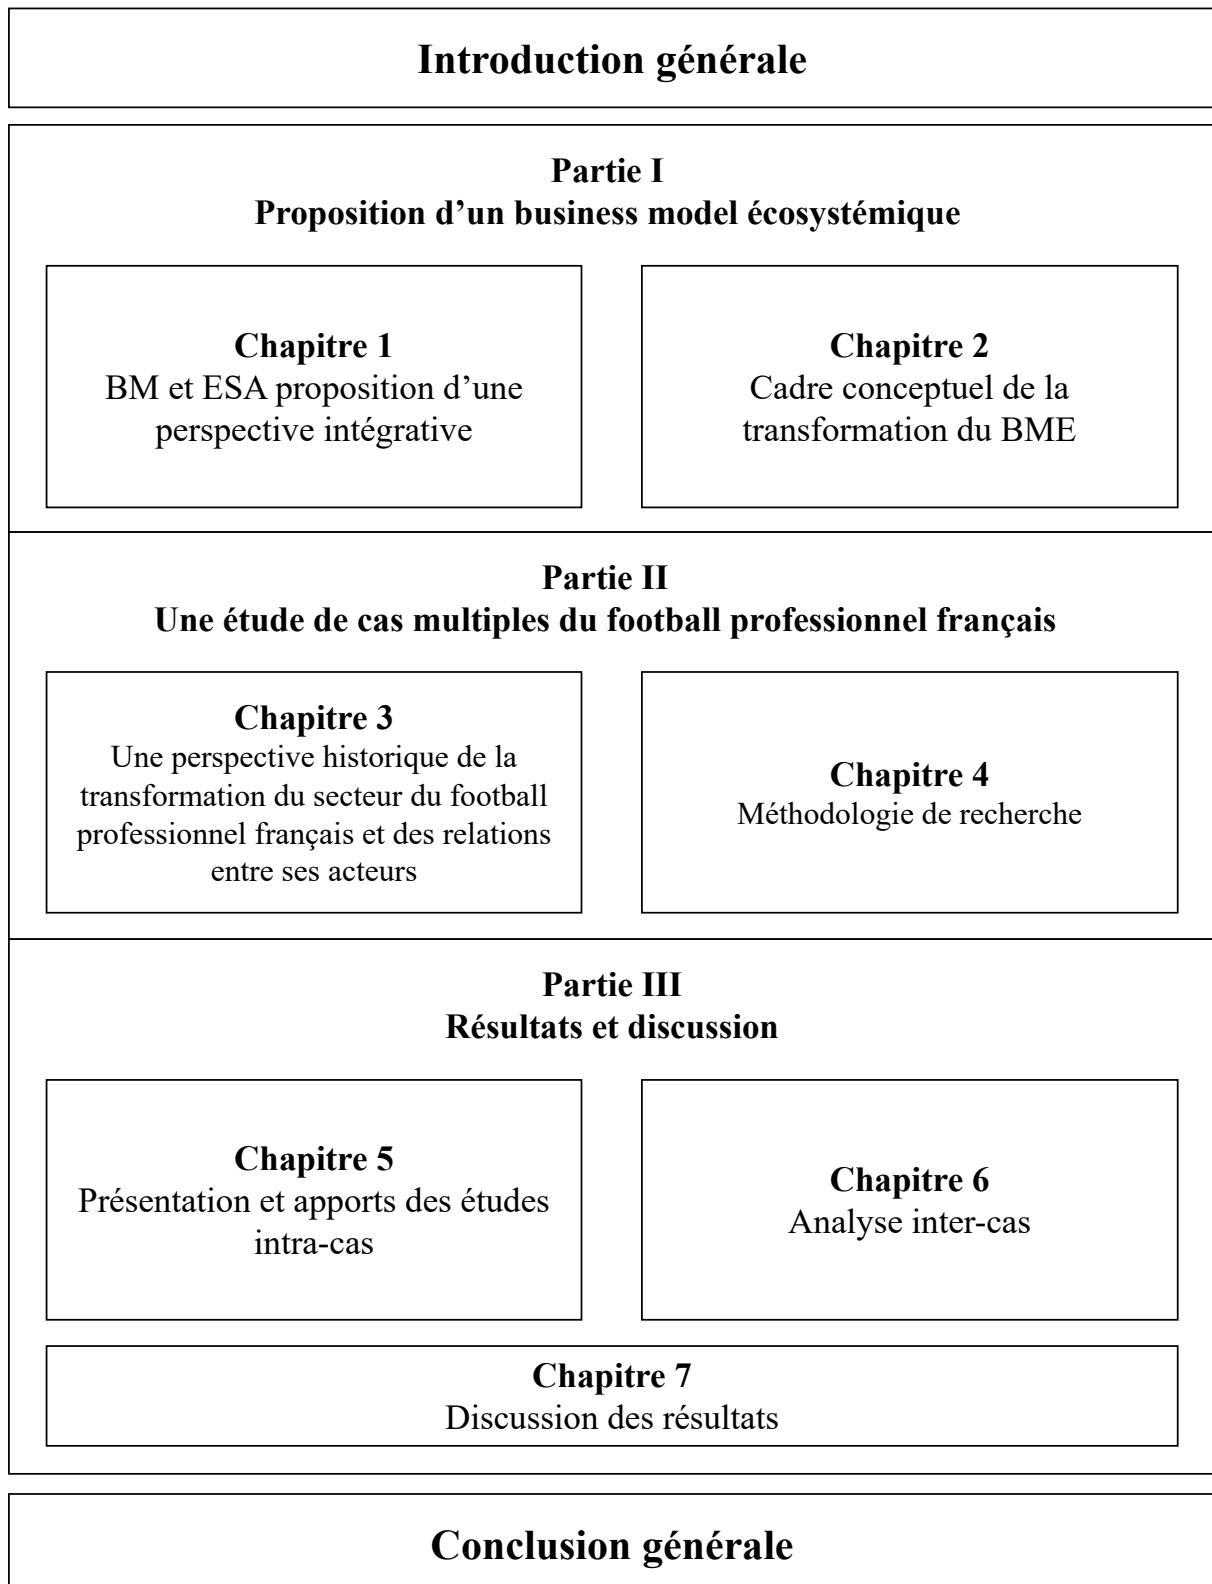 Introduction générale
Partie I
Proposition d’un business model écosystémique
Chapitre 1
BM et ESA proposition d’une
perspective intégrative
Chapitre 2
Cadre conceptuel de la
transformation du BME
Partie II
Une étude de cas multiples du football professionnel français
Chapitre 3
Une perspective historique de la
transformation du secteur du football
professionnel français et des relations
entre ses acteurs
Chapitre 4
Méthodologie de recherche
Partie III
Résultats et discussion
Chapitre 5
Présentation et apports des études
intra-cas
Chapitre 6
Analyse inter-cas
Chapitre 7
Discussion des résultats
Conclusion générale